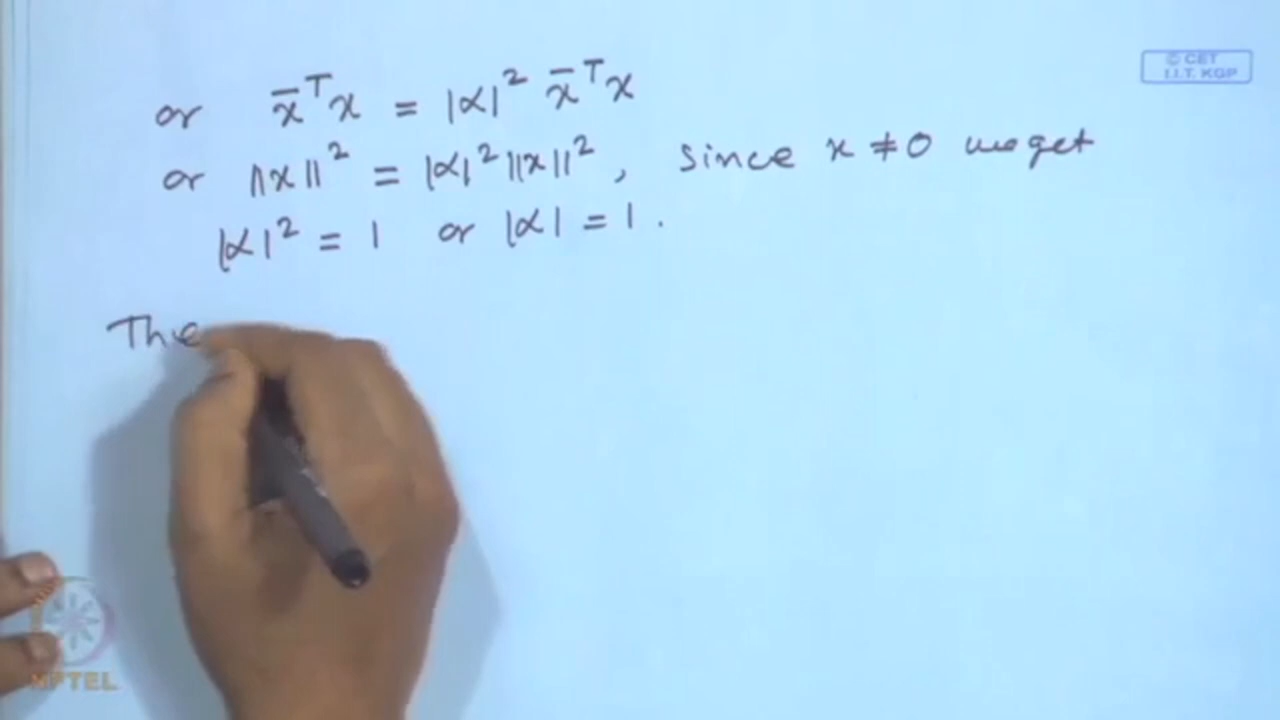 or x̄ᵀx = |α|² x̄ᵀx
or ||x||² = |α|²||x||², since x ≠ 0 we get
|α|² = 1 or |α| = 1.
The
© CET
I.I.T. KGP
NPTEL